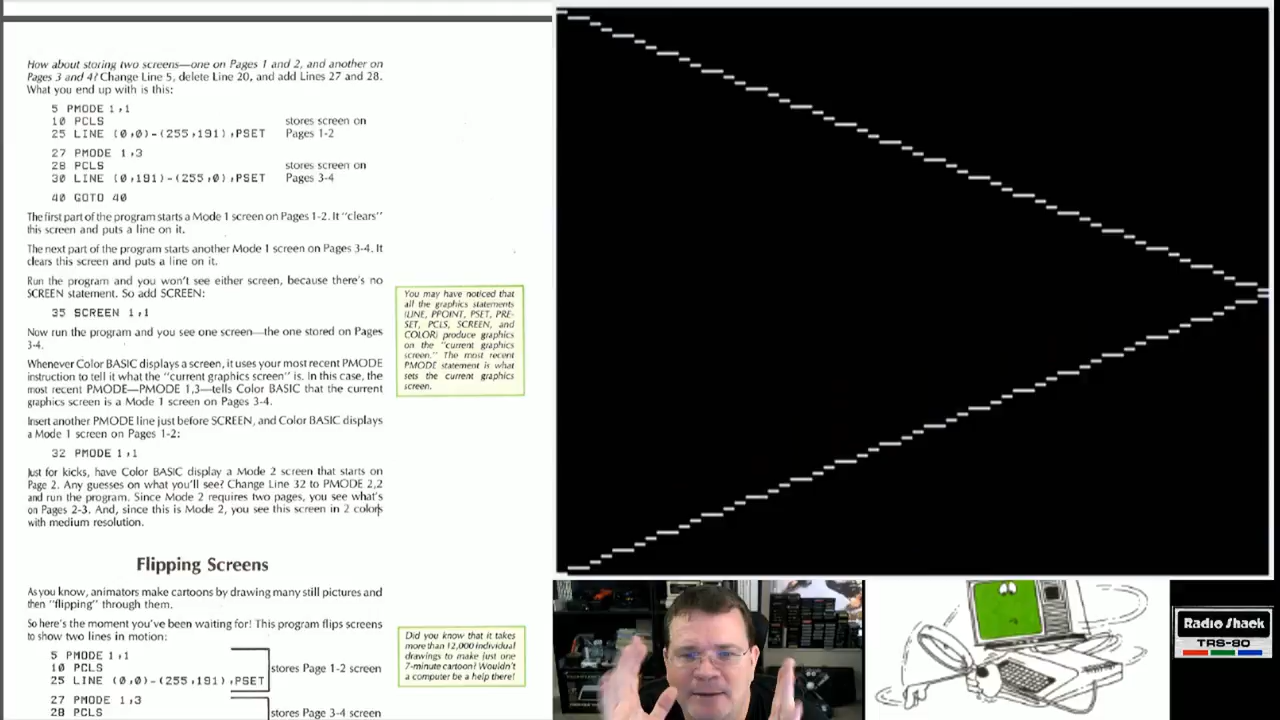 How about storing two screens—one on Pages 1 and 2, and another on
Pages 3 and 4? Change Line 5, delete Line 20, and add Lines 27 and 28.
What you end up with is this:
5 PMODE 1,1
10 PCLS
stores screen on
25 LINE (0,0)-(255,191),PSET
Pages 1-2
27 PMODE 1,3
28 PCLS
stores screen on
30 LINE (0,191)-(255,0),PSET
Pages 3-4
40 GOTO 40
The first part of the program starts a Mode 1 screen on Pages 1-2. It "clears"
this screen and puts a line on it.
The next part of the program starts another Mode 1 screen on Pages 3-4. It
clears this screen and puts a line on it.
Run the program and you won't see either screen, because there's no
SCREEN statement. So add SCREEN:
35 SCREEN 1,1
Now run the program and you see one screen—the one stored on Pages
3-4.
Whenever Color BASIC displays a screen, it uses your most recent PMODE
instruction to tell it what the "current graphics screen" is. In this case, the
most recent PMODE—PMODE 1,3—tells Color BASIC that the current
graphics screen is a Mode 1 screen on Pages 3-4.
Insert another PMODE line just before SCREEN, and Color BASIC displays
a Mode 1 screen on Pages 1-2:
32 PMODE 1,1
Just for kicks, have Color BASIC display a Mode 2 screen that starts on
Page 2. Any guesses on what you'll see? Change Line 32 to PMODE 2,2
and run the program. Since Mode 2 requires two pages, you see what's
on Pages 2-3. And, since this is Mode 2, you see this screen in 2 colors
with medium resolution.
You may have noticed that
all the graphics statements
(LINE, PPOINT, PSET, PRE-
SET, PCLS, SCREEN, and
COLOR) produce graphics
on the "current graphics
screen." The most recent
PMODE statement is what
sets the current graphics
screen.
Flipping Screens
As you know, animators make cartoons by drawing many still pictures and
then "flipping" through them.
So here's the moment you've been waiting for! This program flips screens
to show two lines in motion:
5 PMODE 1,1
10 PCLS
stores Page 1-2 screen
25 LINE (0,0)-(255,191),PSET
27 PMODE 1,3
28 PCLS
stores Page 3-4 screen
Did you know that it takes
more than 12,000 individual
drawings to make just one
7-minute cartoon? Wouldn't
a computer be a help there!
Radio Shack
TRS-80